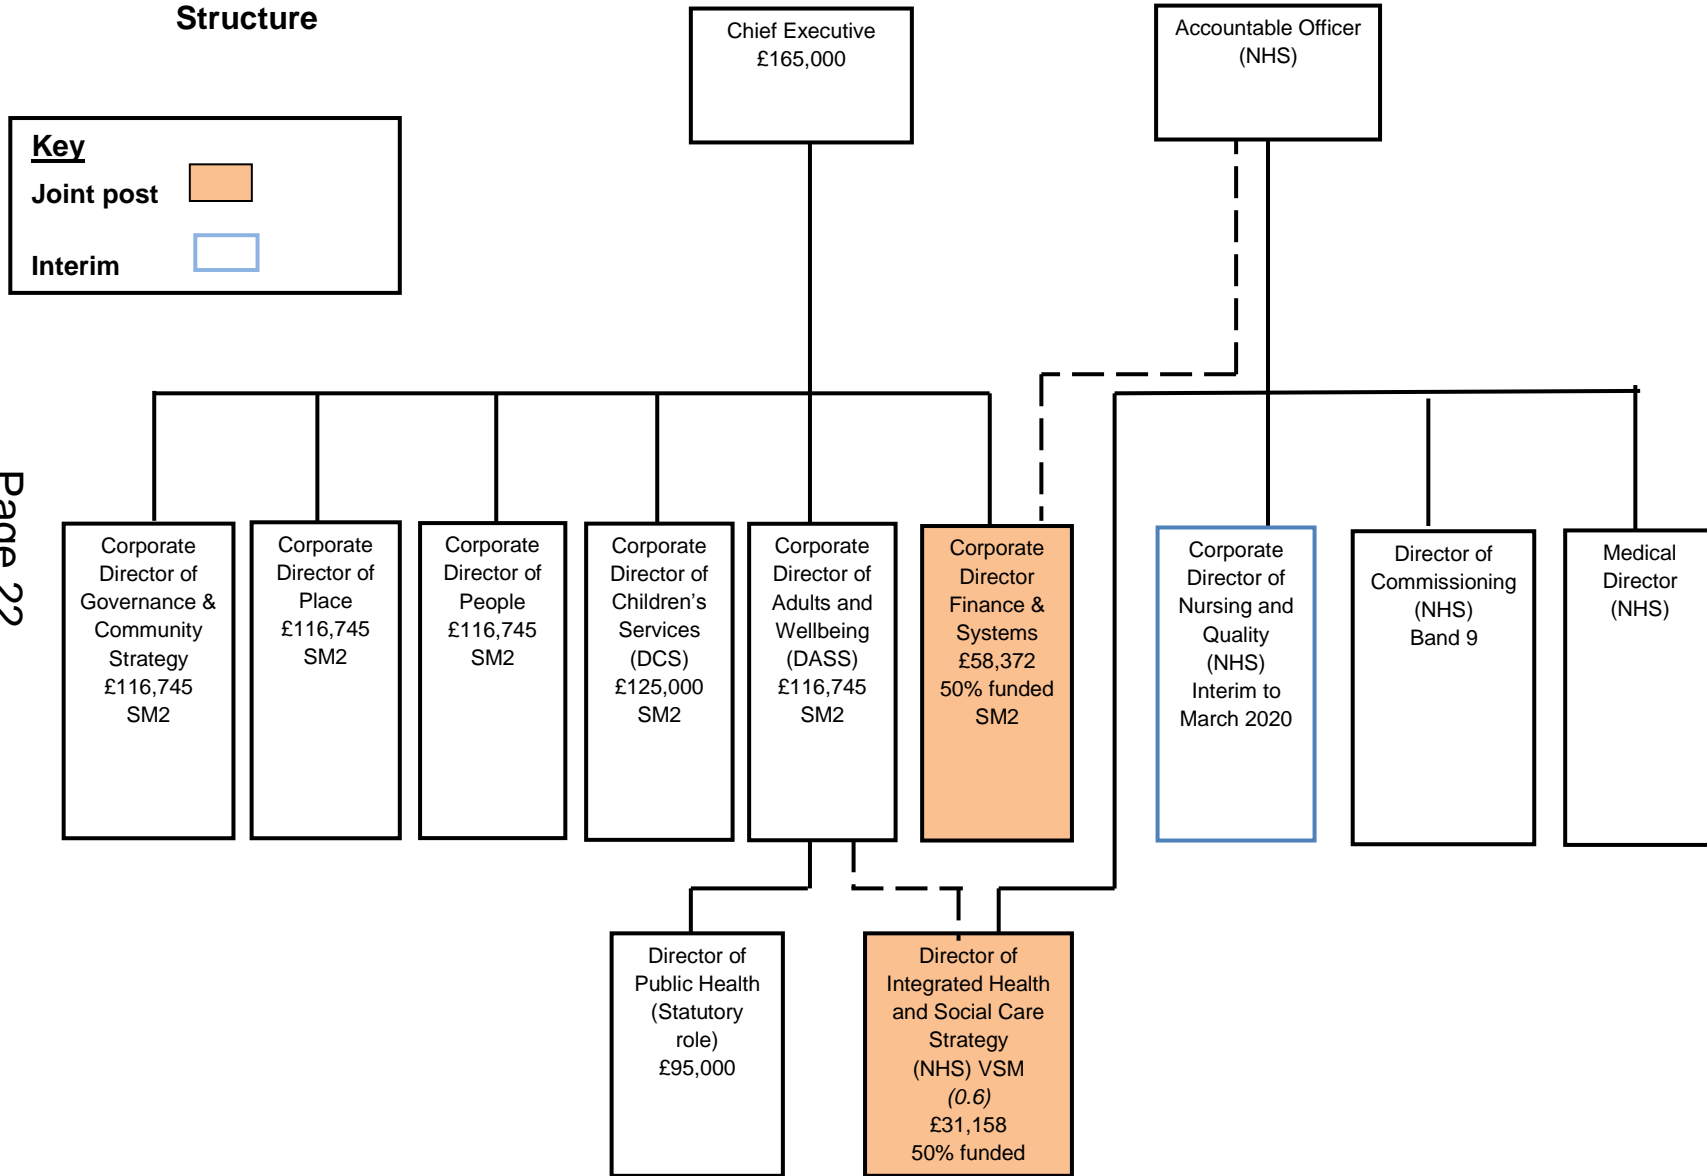 Structure
Chief Executive
£165,000
Accountable Officer
(NHS)
Key
Joint post
Interim
Page 22
Corporate
Director of
Governance &
Community
Strategy
£116,745
SM2
Corporate
Director of
Place
£116,745
SM2
Corporate
Director of
People
£116,745
SM2
Corporate
Director of
Children’s
Services
(DCS)
£125,000
SM2
Corporate
Director of
Adults and
Wellbeing
(DASS)
£116,745
SM2
Corporate
Director
Finance &
Systems
£58,372
50% funded
SM2
Corporate
Director of
Nursing and
Quality
(NHS)
Interim to
March 2020
Director of
Commissioning
(NHS)
Band 9
Medical
Director
(NHS)
Director of
Public Health
(Statutory
role)
£95,000
Director of
Integrated Health
and Social Care
Strategy
(NHS) VSM
(0.6)
£31,158
50% funded